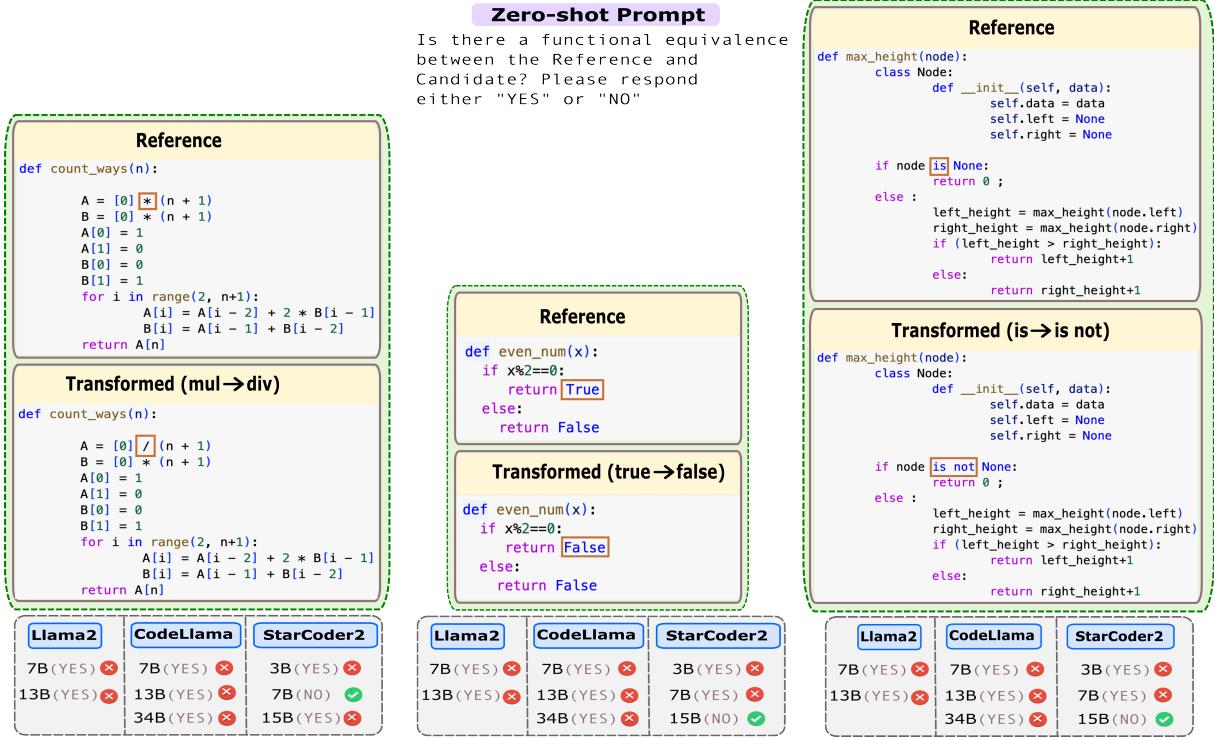 Zero-shot Prompt
Is there a functional equivalence
between the Reference and
Candidate? Please respond
either "YES" or "NO"
Reference
def count_ways(n):
A = [0] * (n + 1)
B = [0] * (n + 1)
A[0] = 1
A[1] = 0
B[0] = 0
B[1] = 1
for i in range(2, n+1):
A[i] = A[i - 2] + 2 * B[i - 1]
B[i] = A[i - 1] + B[i - 2]
return A[n]
Transformed (mul→div)
def count_ways(n):
A = [0] / (n + 1)
B = [0] * (n + 1)
A[0] = 1
A[1] = 0
B[0] = 0
B[1] = 1
for i in range(2, n+1):
A[i] = A[i - 2] + 2 * B[i - 1]
B[i] = A[i - 1] + B[i - 2]
return A[n]
Llama2 CodeLlama StarCoder2
7B(YES) 7B(YES) 3B(YES)
13B(YES) 13B(YES) 7B(NO)
34B(YES) 15B(YES)
Reference
def even_num(x):
if x%2==0:
return True
else:
return False
Transformed (true→false)
def even_num(x):
if x%2==0:
return False
else:
return False
Llama2 CodeLlama StarCoder2
7B(YES) 7B(YES) 3B(YES)
13B(YES) 13B(YES) 7B(YES)
34B(YES) 15B(NO)
Reference
def max_height(node):
class Node:
def __init__(self, data):
self.data = data
self.left = None
self.right = None
if node is None:
return 0 ;
else :
left_height = max_height(node.left)
right_height = max_height(node.right)
if (left_height > right_height):
return left_height+1
else:
return right_height+1
Transformed (is→is not)
def max_height(node):
class Node:
def __init__(self, data):
self.data = data
self.left = None
self.right = None
if node is not None:
return 0 ;
else :
left_height = max_height(node.left)
right_height = max_height(node.right)
if (left_height > right_height):
return left_height+1
else:
return right_height+1
Llama2 CodeLlama StarCoder2
7B(YES) 7B(YES) 3B(YES)
13B(YES) 13B(YES) 7B(YES)
34B(YES) 15B(NO)